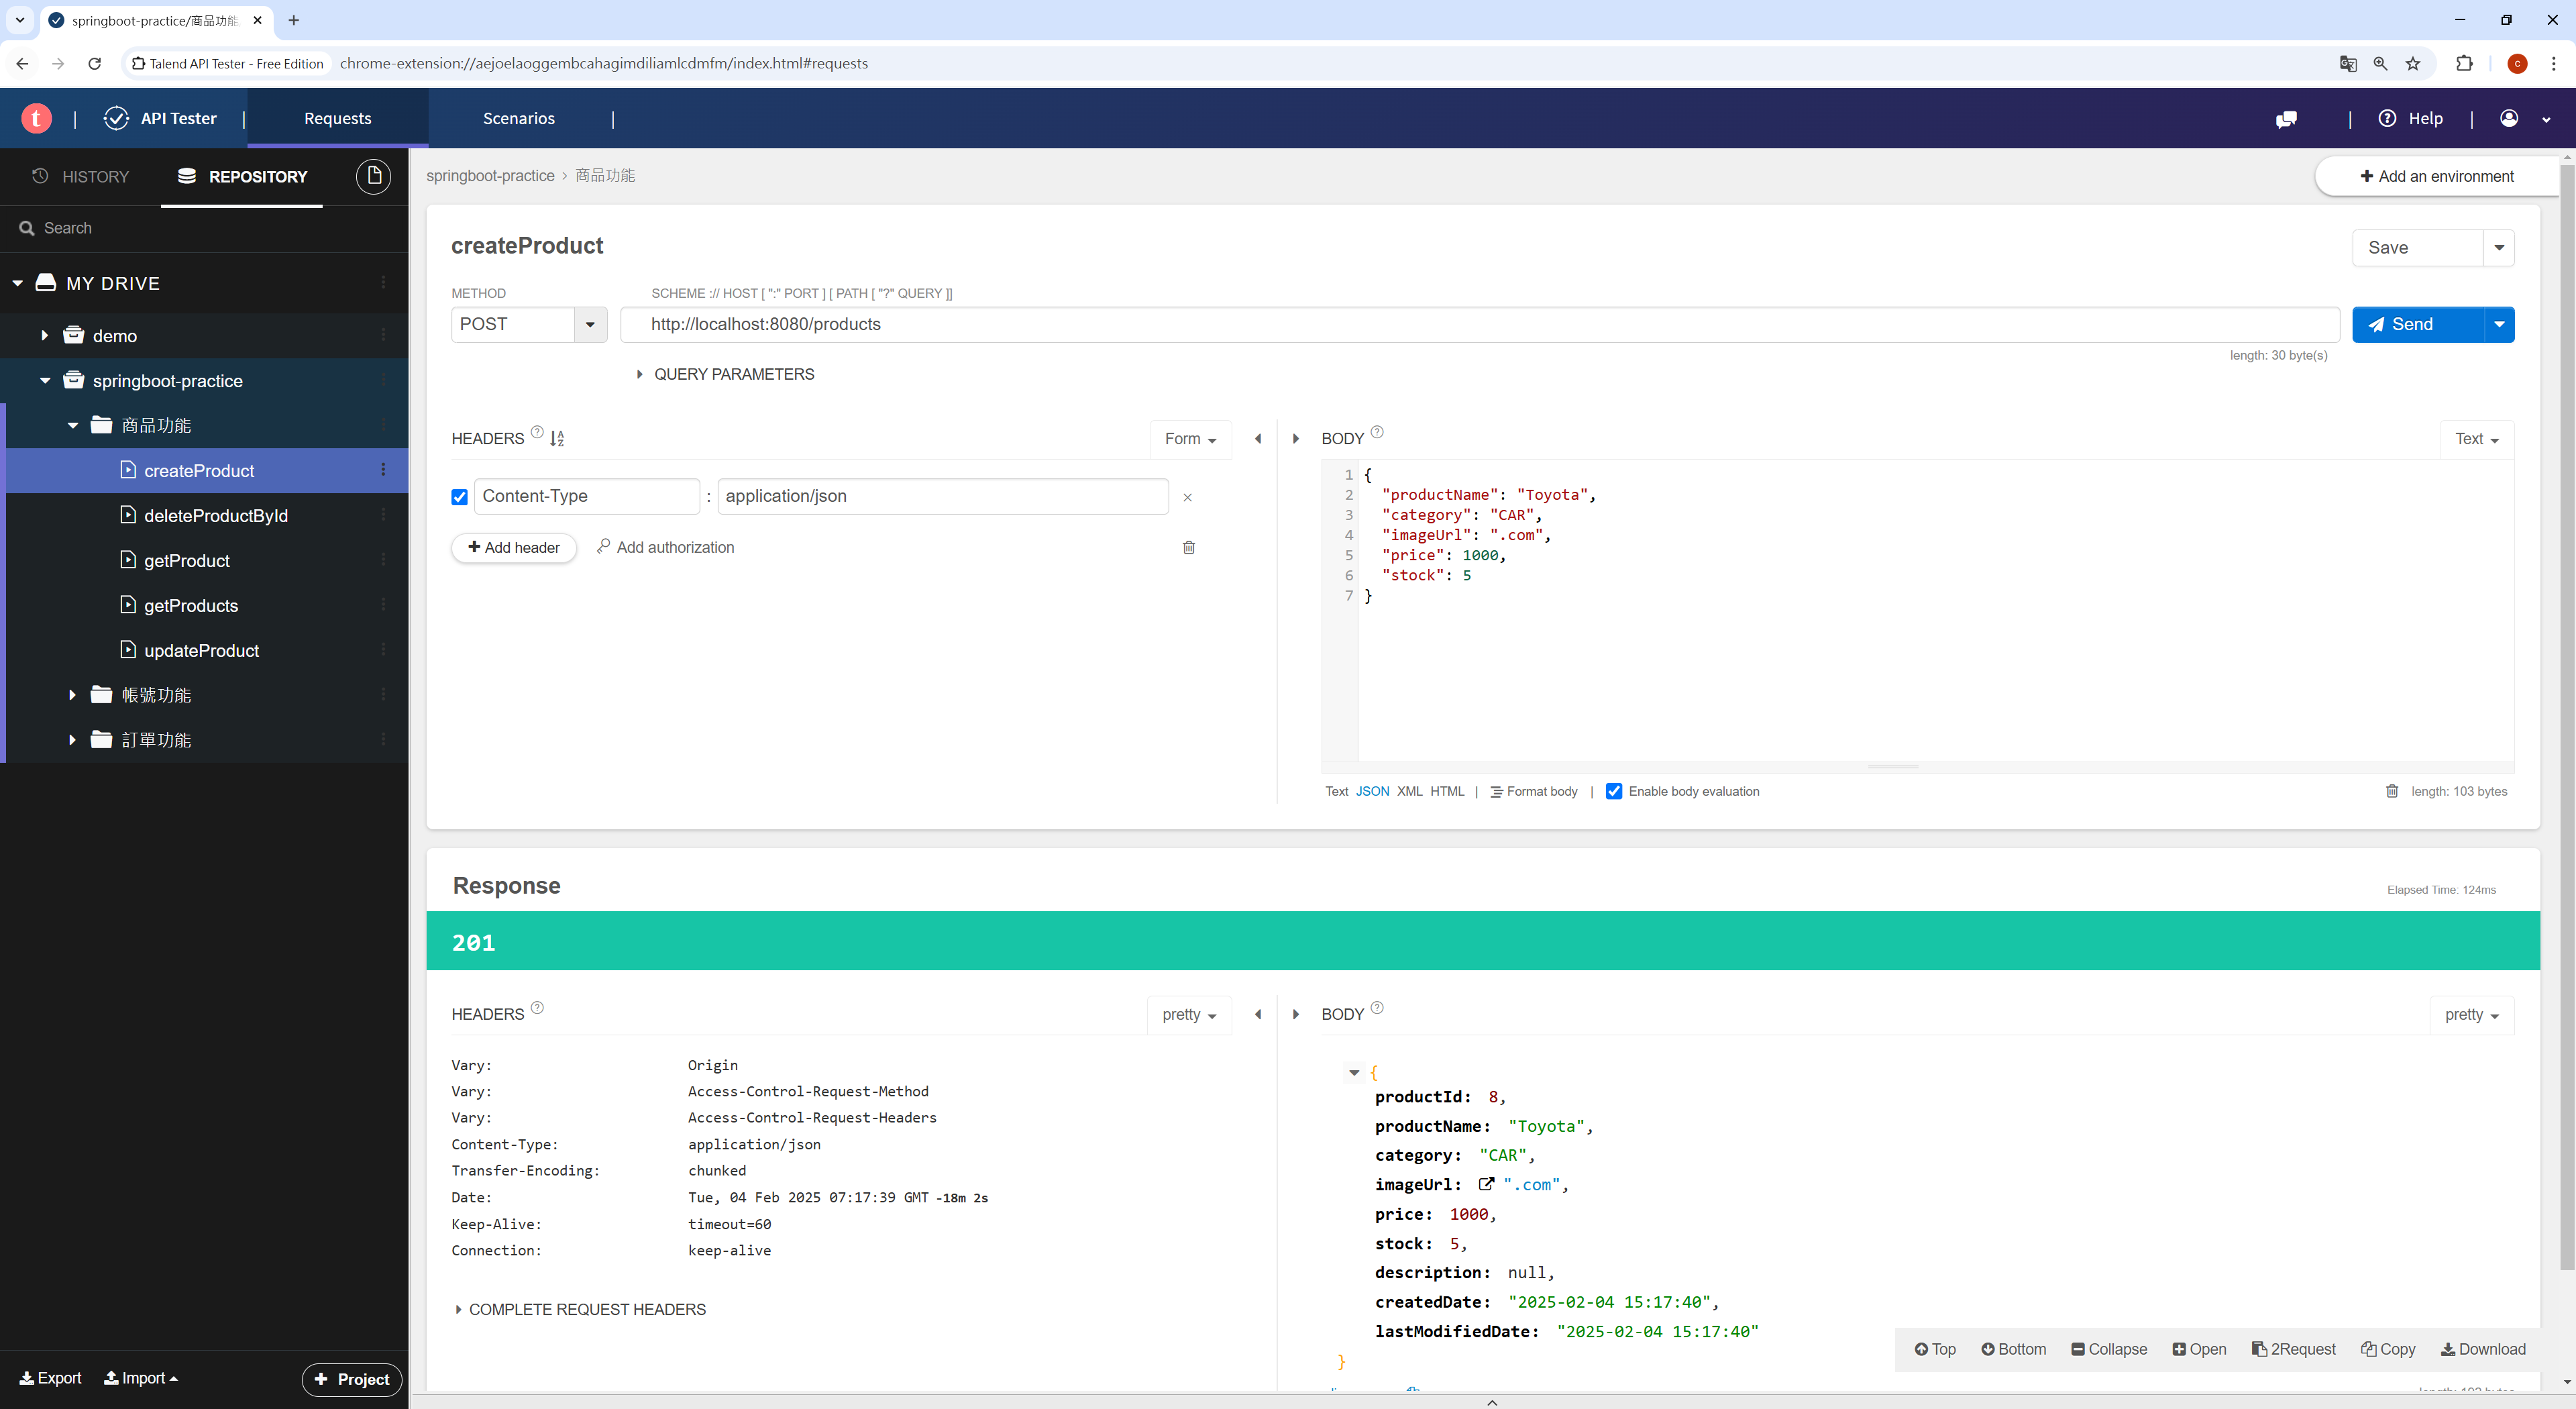 springboot-practice/商品功能
Talend API Tester - Free Edition
chrome-extension://aejoelaoggembcahagimdiliamlcdmfm/index.html#requests
API Tester
Requests
Scenarios
Help
HISTORY
REPOSITORY
Search
MY DRIVE
demo
springboot-practice
商品功能
createProduct
deleteProductById
getProduct
getProducts
updateProduct
帳號功能
訂單功能
Export
Import
Project
springboot-practice > 商品功能
Add an environment
createProduct
Save
METHOD
SCHEME :// HOST [ ":" PORT ] [ PATH [ "?" QUERY ]]
POST
http://localhost:8080/products
Send
length: 30 byte(s)
QUERY PARAMETERS
HEADERS
Form
Content-Type : application/json
Add header
Add authorization
BODY
Text
1 {
2 "productName": "Toyota",
3 "category": "CAR",
4 "imageUrl": ".com",
5 "price": 1000,
6 "stock": 5
7 }
Text JSON XML HTML | Format body | Enable body evaluation
length: 103 bytes
Response
Elapsed Time: 124ms
201
HEADERS
pretty
Vary: Origin
Vary: Access-Control-Request-Method
Vary: Access-Control-Request-Headers
Content-Type: application/json
Transfer-Encoding: chunked
Date: Tue, 04 Feb 2025 07:17:39 GMT -18m 2s
Keep-Alive: timeout=60
Connection: keep-alive
COMPLETE REQUEST HEADERS
BODY
pretty
{
productId: 8,
productName: "Toyota",
category: "CAR",
imageUrl: ".com",
price: 1000,
stock: 5,
description: null,
createdDate: "2025-02-04 15:17:40",
lastModifiedDate: "2025-02-04 15:17:40"
}
Top
Bottom
Collapse
Open
2Request
Copy
Download